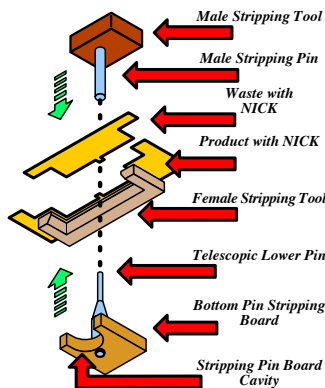 Male Stripping Tool
Male Stripping Pin
Waste with
NICK
Product with NICK
Female Stripping Tool
Telescopic Lower Pin
Bottom Pin Stripping
Board
Stripping Pin Board
Cavity